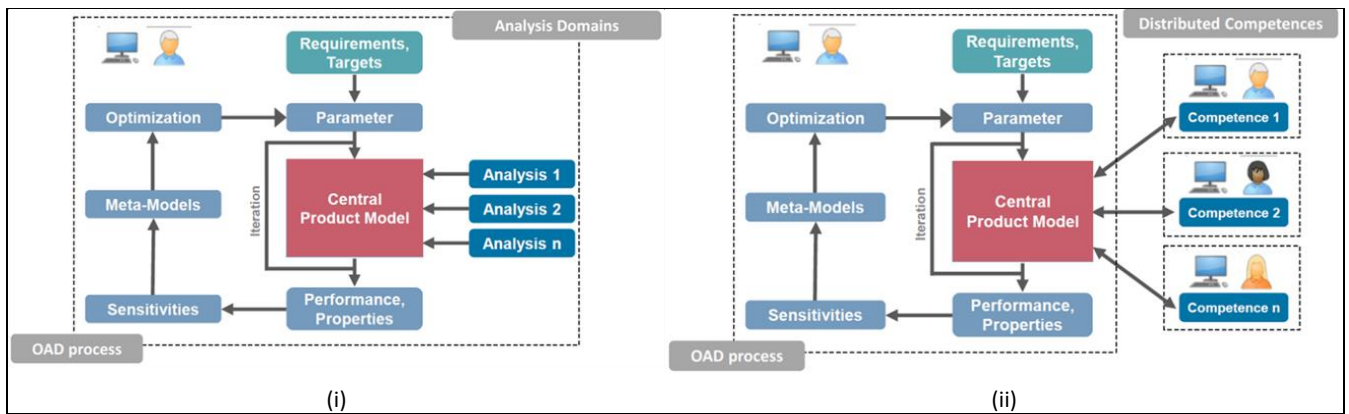 Analysis Domains
Requirements,
Targets
Optimization
Parameter
Iteration
Central
Product Model
Analysis 1
Analysis 2
Analysis n
Meta-Models
Sensitivities
Performance,
Properties
OAD process
(i)
Distributed Competences
Requirements,
Targets
Optimization
Parameter
Competence 1
Iteration
Central
Product Model
Meta-Models
Competence 2
Sensitivities
Performance,
Properties
Competence n
OAD process
(ii)